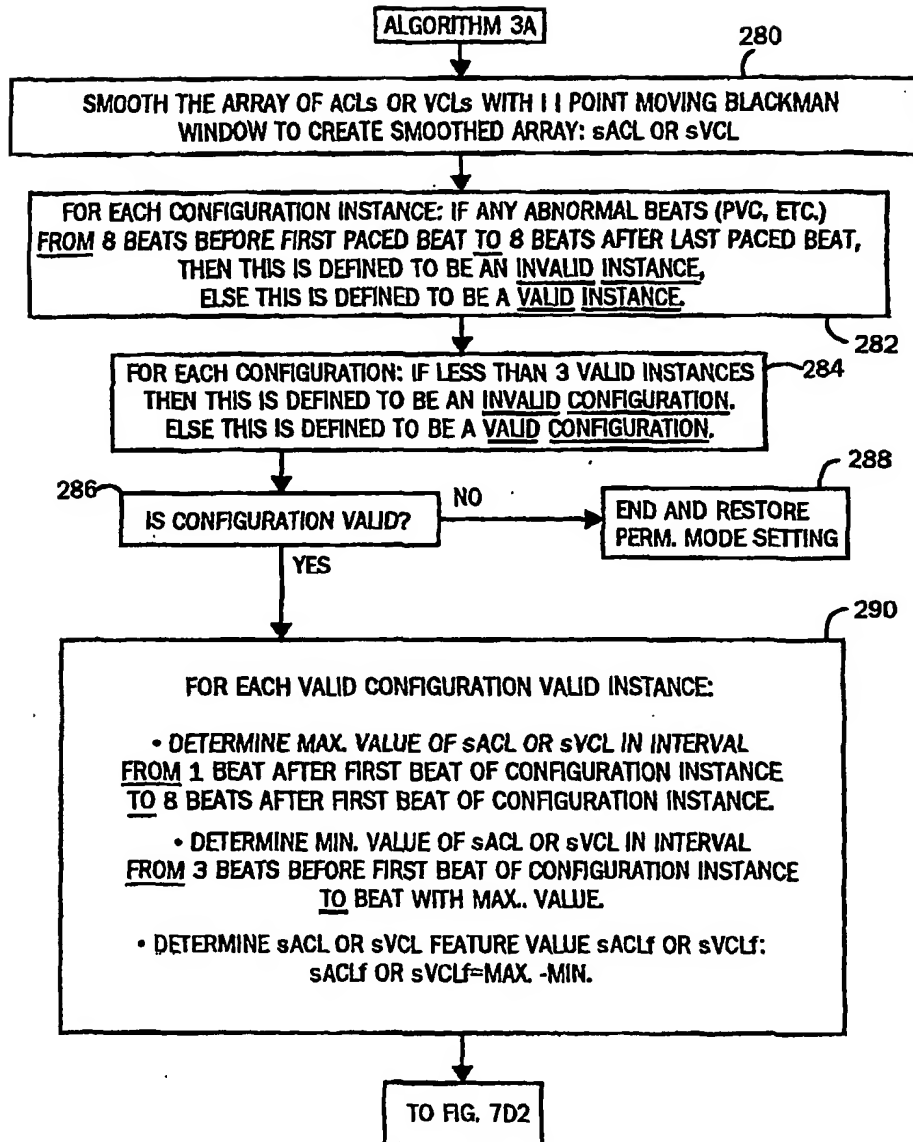 ALGORITHM 3A
280
SMOOTH THE ARRAY OF ACLs OR VCLs WITH I I POINT MOVING BLACKMAN
WINDOW TO CREATE SMOOTHED ARRAY: sACL OR sVCL
FOR EACH CONFIGURATION INSTANCE: IF ANY ABNORMAL BEATS (PVC, ETC.)
FROM 8 BEATS BEFORE FIRST PACED BEAT TO 8 BEATS AFTER LAST PACED BEAT,
THEN THIS IS DEFINED TO BE AN INVALID INSTANCE,
ELSE THIS IS DEFINED TO BE A VALID INSTANCE.
282
FOR EACH CONFIGURATION: IF LESS THAN 3 VALID INSTANCES
THEN THIS IS DEFINED TO BE AN INVALID CONFIGURATION.
ELSE THIS IS DEFINED TO BE A VALID CONFIGURATION.
284
286
IS CONFIGURATION VALID?
NO
288
END AND RESTORE
PERM. MODE SETTING
YES
290
FOR EACH VALID CONFIGURATION VALID INSTANCE:
• DETERMINE MAX. VALUE OF sACL OR sVCL IN INTERVAL
FROM 1 BEAT AFTER FIRST BEAT OF CONFIGURATION INSTANCE
TO 8 BEATS AFTER FIRST BEAT OF CONFIGURATION INSTANCE.
• DETERMINE MIN. VALUE OF sACL OR sVCL IN INTERVAL
FROM 3 BEATS BEFORE FIRST BEAT OF CONFIGURATION INSTANCE
TO BEAT WITH MAX.. VALUE.
• DETERMINE sACL OR sVCL FEATURE VALUE sACLf OR sVCLf:
sACLf OR sVCLf=MAX. -MIN.
TO FIG. 7D2